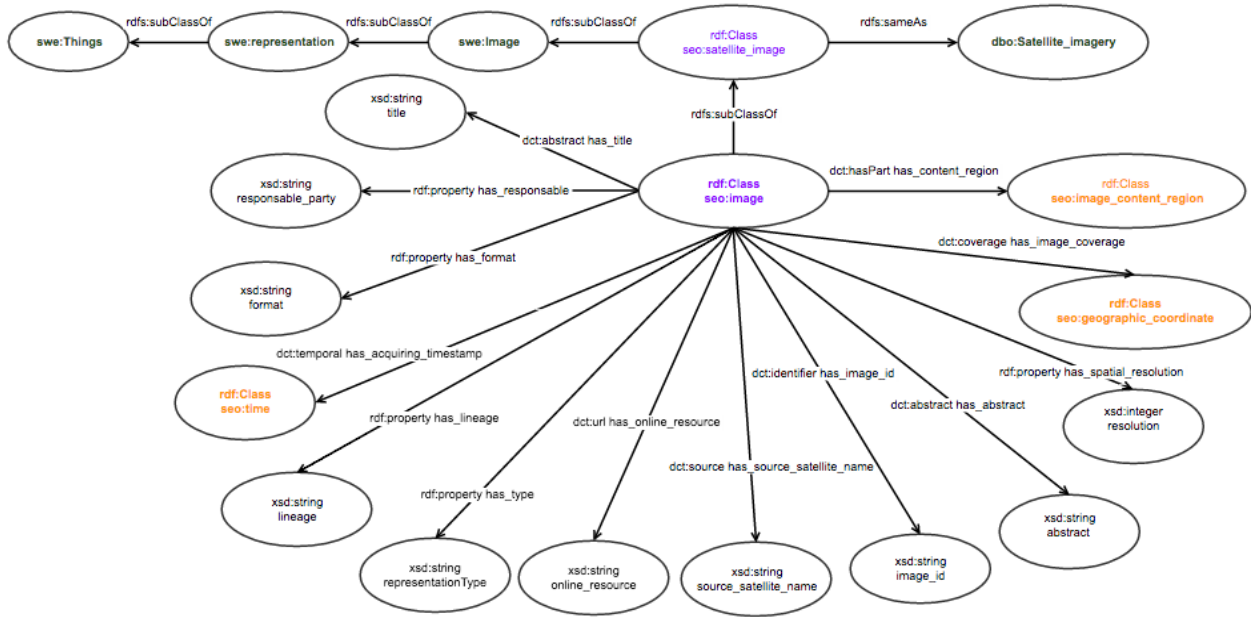 rdfs:subClassOf
rdfs:subClassOf
rdfs:subClassOf
rdfs:sameAs
swe:Things
swe:representation
swe:Image
rdf:Class
seo:satellite_image
dbo:Satellite_imagery
xsd:string
title
rdfs:subClassOf
dct:abstract has_title
xsd:string
responsable_party
rdf:property has_responsable
rdf:Class
seo:image
dct:hasPart has_content_region
rdf:Class
seo:image_content_region
dct:coverage has_image_coverage
rdf:property has_format
xsd:string
format
rdf:Class
seo:geographic_coordinate
dct:temporal has_acquiring_timestamp
dct:identifier has_image_id
rdf:property has_spatial_resolution
rdf:Class
seo:time
dct:abstract has_abstract
rdf:property has_lineage
dct:url has_online_resource
xsd:integer
resolution
dct:source has_source_satellite_name
rdf:property has_type
xsd:string
lineage
xsd:string
abstract
xsd:string
representationType
xsd:string
online_resource
xsd:string
source_satellite_name
xsd:string
image_id